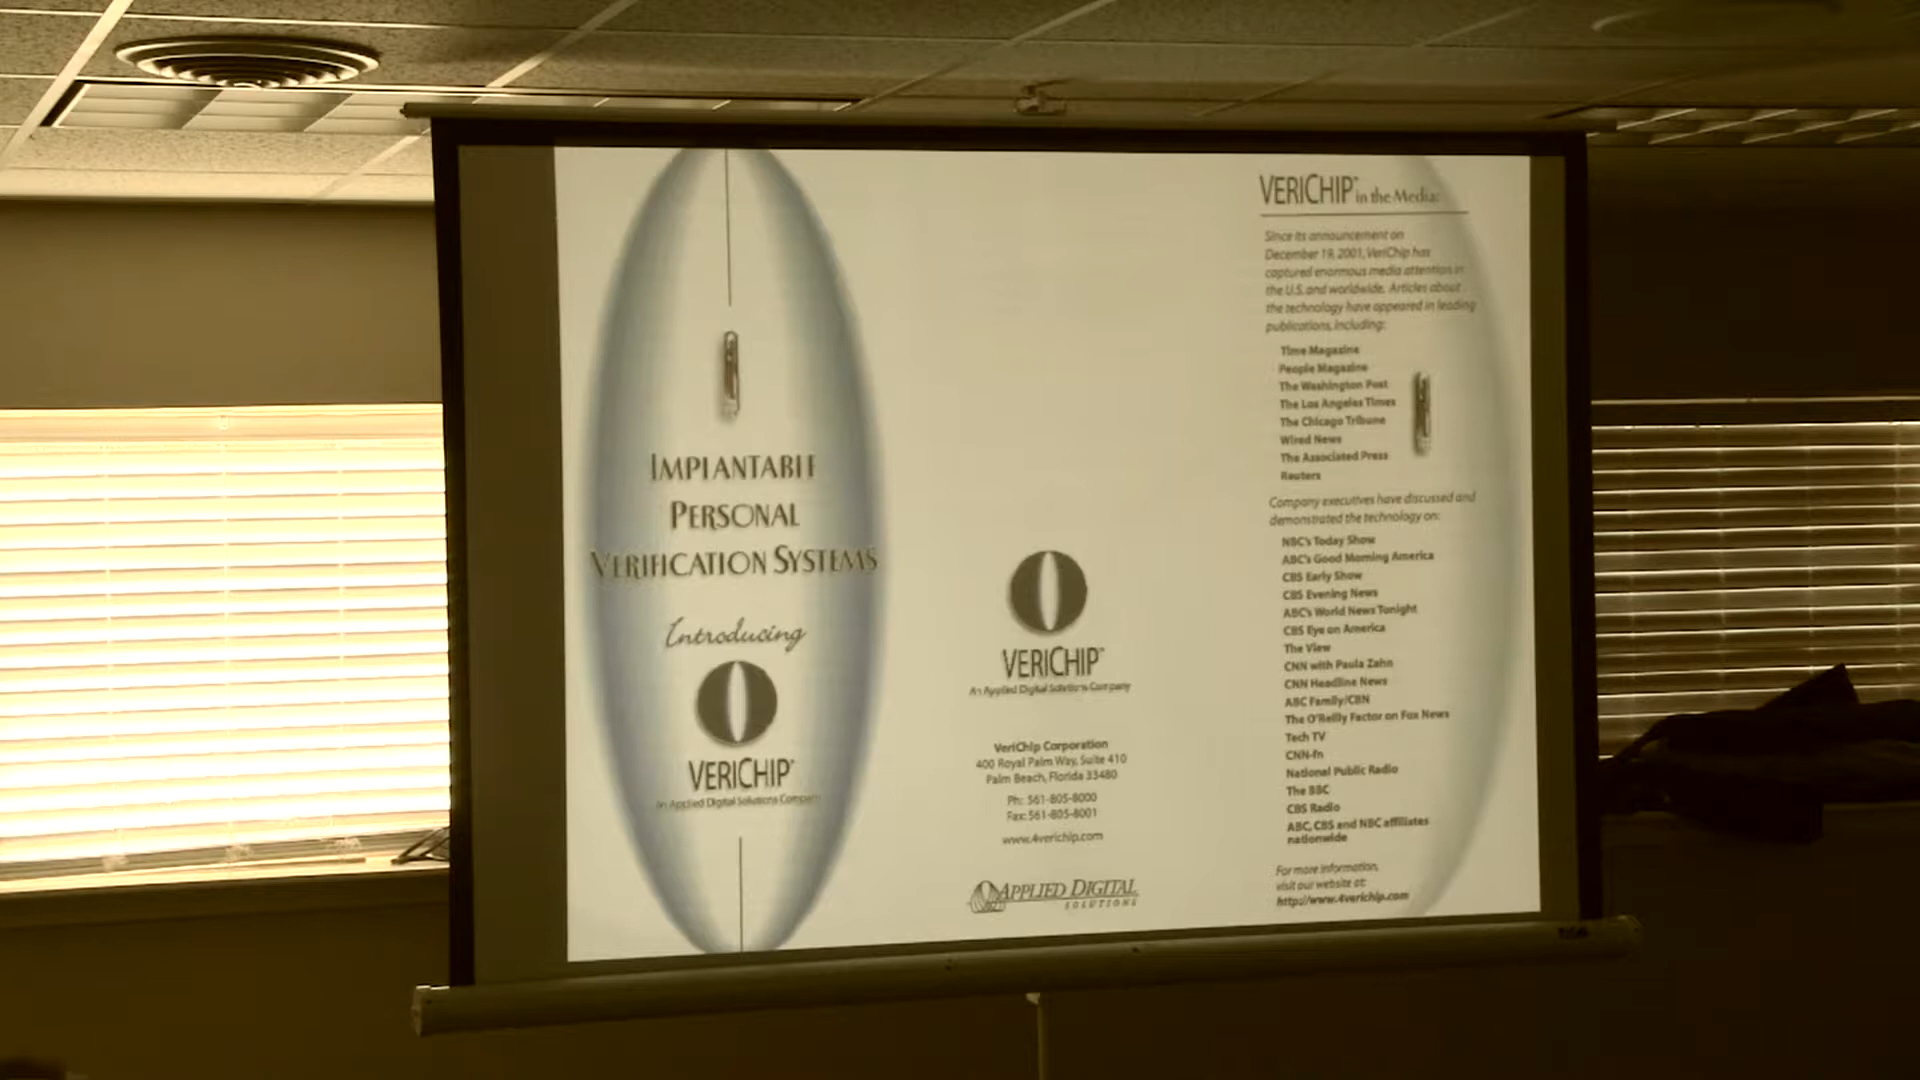 IMPLANTABLE
PERSONAL
VERIFICATION SYSTEMS
Introducing
VERICHIP™
An Applied Digital Solutions Company
VERICHIP™
An Applied Digital Solutions Company
VeriChip Corporation
400 Royal Palm Way, Suite 410
Palm Beach, Florida 33480
Ph: 561-805-8000
Fax: 561-805-8001
www.4verichip.com
APPLIED DIGITAL
SOLUTIONS
VERICHIP™ in the Media:
Since its announcement on
December 19, 2001, VeriChip has
captured enormous media attention in
the U.S. and worldwide. Articles about
the technology have appeared in leading
publications, including:
Time Magazine
People Magazine
The Washington Post
The Los Angeles Times
The Chicago Tribune
Wired News
The Associated Press
Reuters
Company executives have discussed and
demonstrated the technology on:
NBC's Today Show
ABC's Good Morning America
CBS Early Show
CBS Evening News
ABC's World News Tonight
CBS Eye on America
The View
CNN with Paula Zahn
CNN Headline News
ABC Family/CBN
The O'Reilly Factor on Fox News
Tech TV
CNN-fn
National Public Radio
The BBC
CBS Radio
ABC, CBS and NBC affiliates
nationwide
For more information,
visit our website at:
http://www.4verichip.com